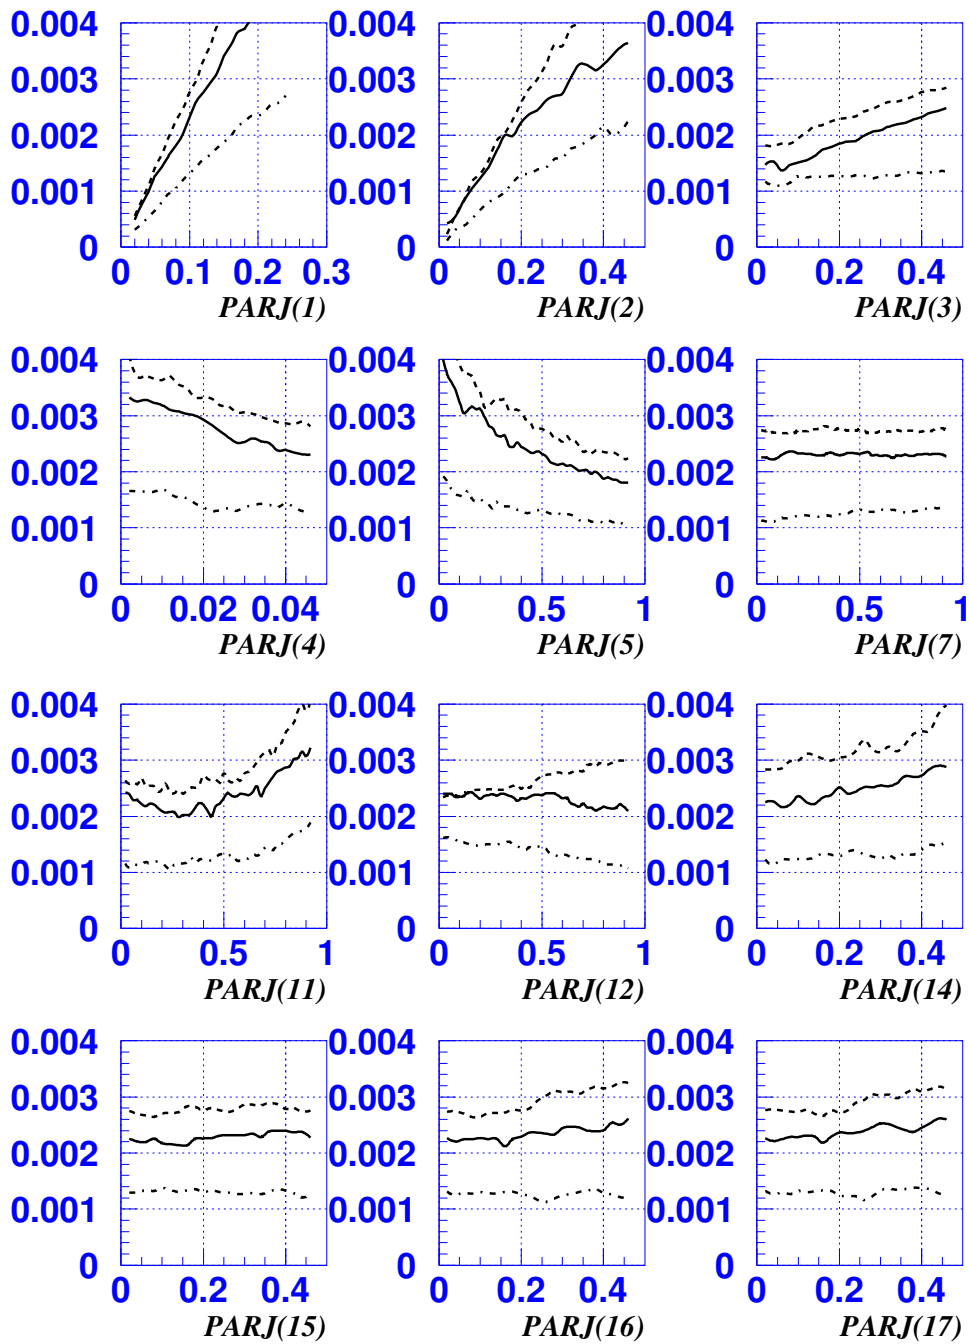 0.004 0.004 0.004
0.003 0.003 0.003
0.002 0.002 0.002
0.001 0.001 0.001
0 0 0
0 0.1 0.2 0.3 0 0.2 0.4 0 0.2 0.4
PARJ(1) PARJ(2) PARJ(3)
0.004 0.004 0.004
0.003 0.003 0.003
0.002 0.002 0.002
0.001 0.001 0.001
0 0 0
0 0.02 0.04 0 0.5 1 0 0.5 1
PARJ(4) PARJ(5) PARJ(7)
0.004 0.004 0.004
0.003 0.003 0.003
0.002 0.002 0.002
0.001 0.001 0.001
0 0 0
0 0.5 1 0 0.5 1 0 0.2 0.4
PARJ(11) PARJ(12) PARJ(14)
0.004 0.004 0.004
0.003 0.003 0.003
0.002 0.002 0.002
0.001 0.001 0.001
0 0 0
0 0.2 0.4 0 0.2 0.4 0 0.2 0.4
PARJ(15) PARJ(16) PARJ(17)